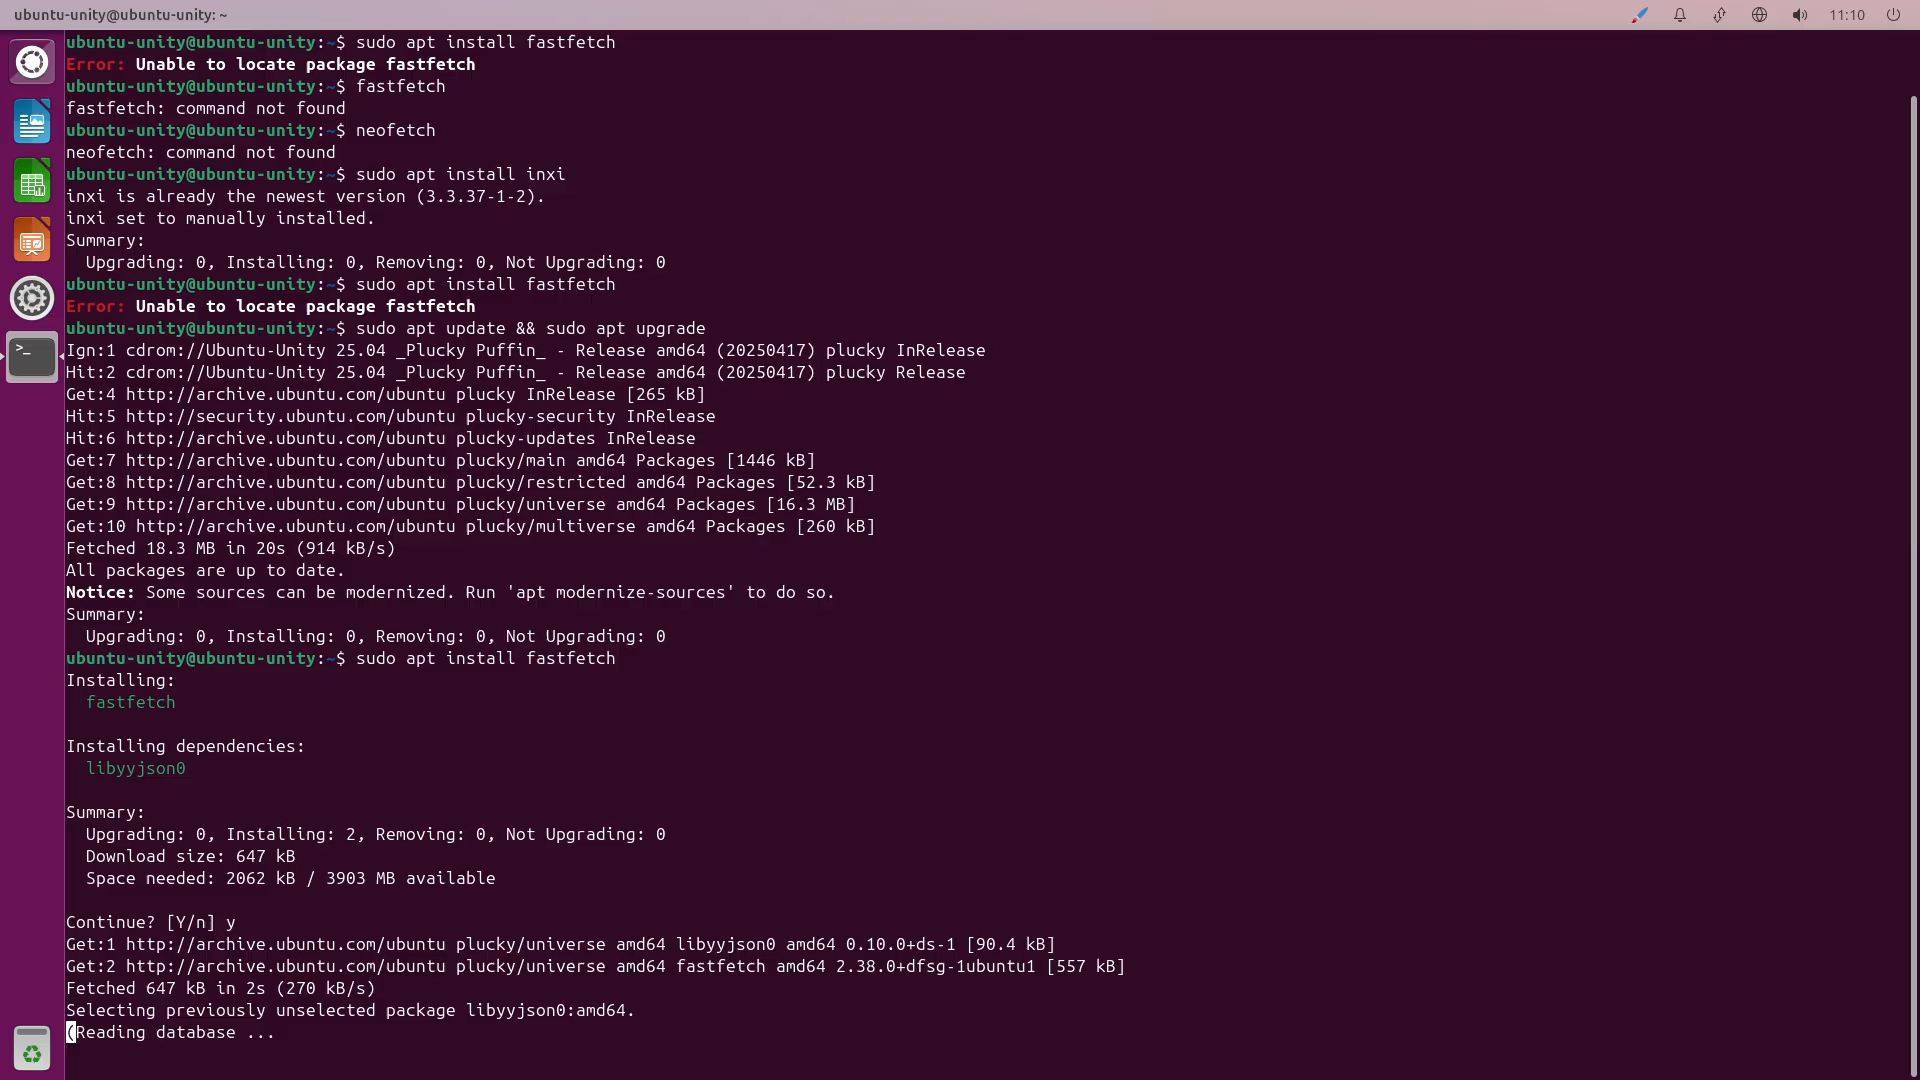 ubuntu-unity@ubuntu-unity: ~
11:10
ubuntu-unity@ubuntu-unity:~$ sudo apt install fastfetch
Error: Unable to locate package fastfetch
ubuntu-unity@ubuntu-unity:~$ fastfetch
fastfetch: command not found
ubuntu-unity@ubuntu-unity:~$ neofetch
neofetch: command not found
ubuntu-unity@ubuntu-unity:~$ sudo apt install inxi
inxi is already the newest version (3.3.37-1-2).
inxi set to manually installed.
Summary:
  Upgrading: 0, Installing: 0, Removing: 0, Not Upgrading: 0
ubuntu-unity@ubuntu-unity:~$ sudo apt install fastfetch
Error: Unable to locate package fastfetch
ubuntu-unity@ubuntu-unity:~$ sudo apt update && sudo apt upgrade
Ign:1 cdrom://Ubuntu-Unity 25.04 _Plucky Puffin_ - Release amd64 (20250417) plucky InRelease
Hit:2 cdrom://Ubuntu-Unity 25.04 _Plucky Puffin_ - Release amd64 (20250417) plucky Release
Get:4 http://archive.ubuntu.com/ubuntu plucky InRelease [265 kB]
Hit:5 http://security.ubuntu.com/ubuntu plucky-security InRelease
Hit:6 http://archive.ubuntu.com/ubuntu plucky-updates InRelease
Get:7 http://archive.ubuntu.com/ubuntu plucky/main amd64 Packages [1446 kB]
Get:8 http://archive.ubuntu.com/ubuntu plucky/restricted amd64 Packages [52.3 kB]
Get:9 http://archive.ubuntu.com/ubuntu plucky/universe amd64 Packages [16.3 MB]
Get:10 http://archive.ubuntu.com/ubuntu plucky/multiverse amd64 Packages [260 kB]
Fetched 18.3 MB in 20s (914 kB/s)
All packages are up to date.
Notice: Some sources can be modernized. Run 'apt modernize-sources' to do so.
Summary:
  Upgrading: 0, Installing: 0, Removing: 0, Not Upgrading: 0
ubuntu-unity@ubuntu-unity:~$ sudo apt install fastfetch
Installing:
  fastfetch
Installing dependencies:
  libyyjson0
Summary:
  Upgrading: 0, Installing: 2, Removing: 0, Not Upgrading: 0
  Download size: 647 kB
  Space needed: 2062 kB / 3903 MB available
Continue? [Y/n] y
Get:1 http://archive.ubuntu.com/ubuntu plucky/universe amd64 libyyjson0 amd64 0.10.0+ds-1 [90.4 kB]
Get:2 http://archive.ubuntu.com/ubuntu plucky/universe amd64 fastfetch amd64 2.38.0+dfsg-1ubuntu1 [557 kB]
Fetched 647 kB in 2s (270 kB/s)
Selecting previously unselected package libyyjson0:amd64.
(Reading database ...